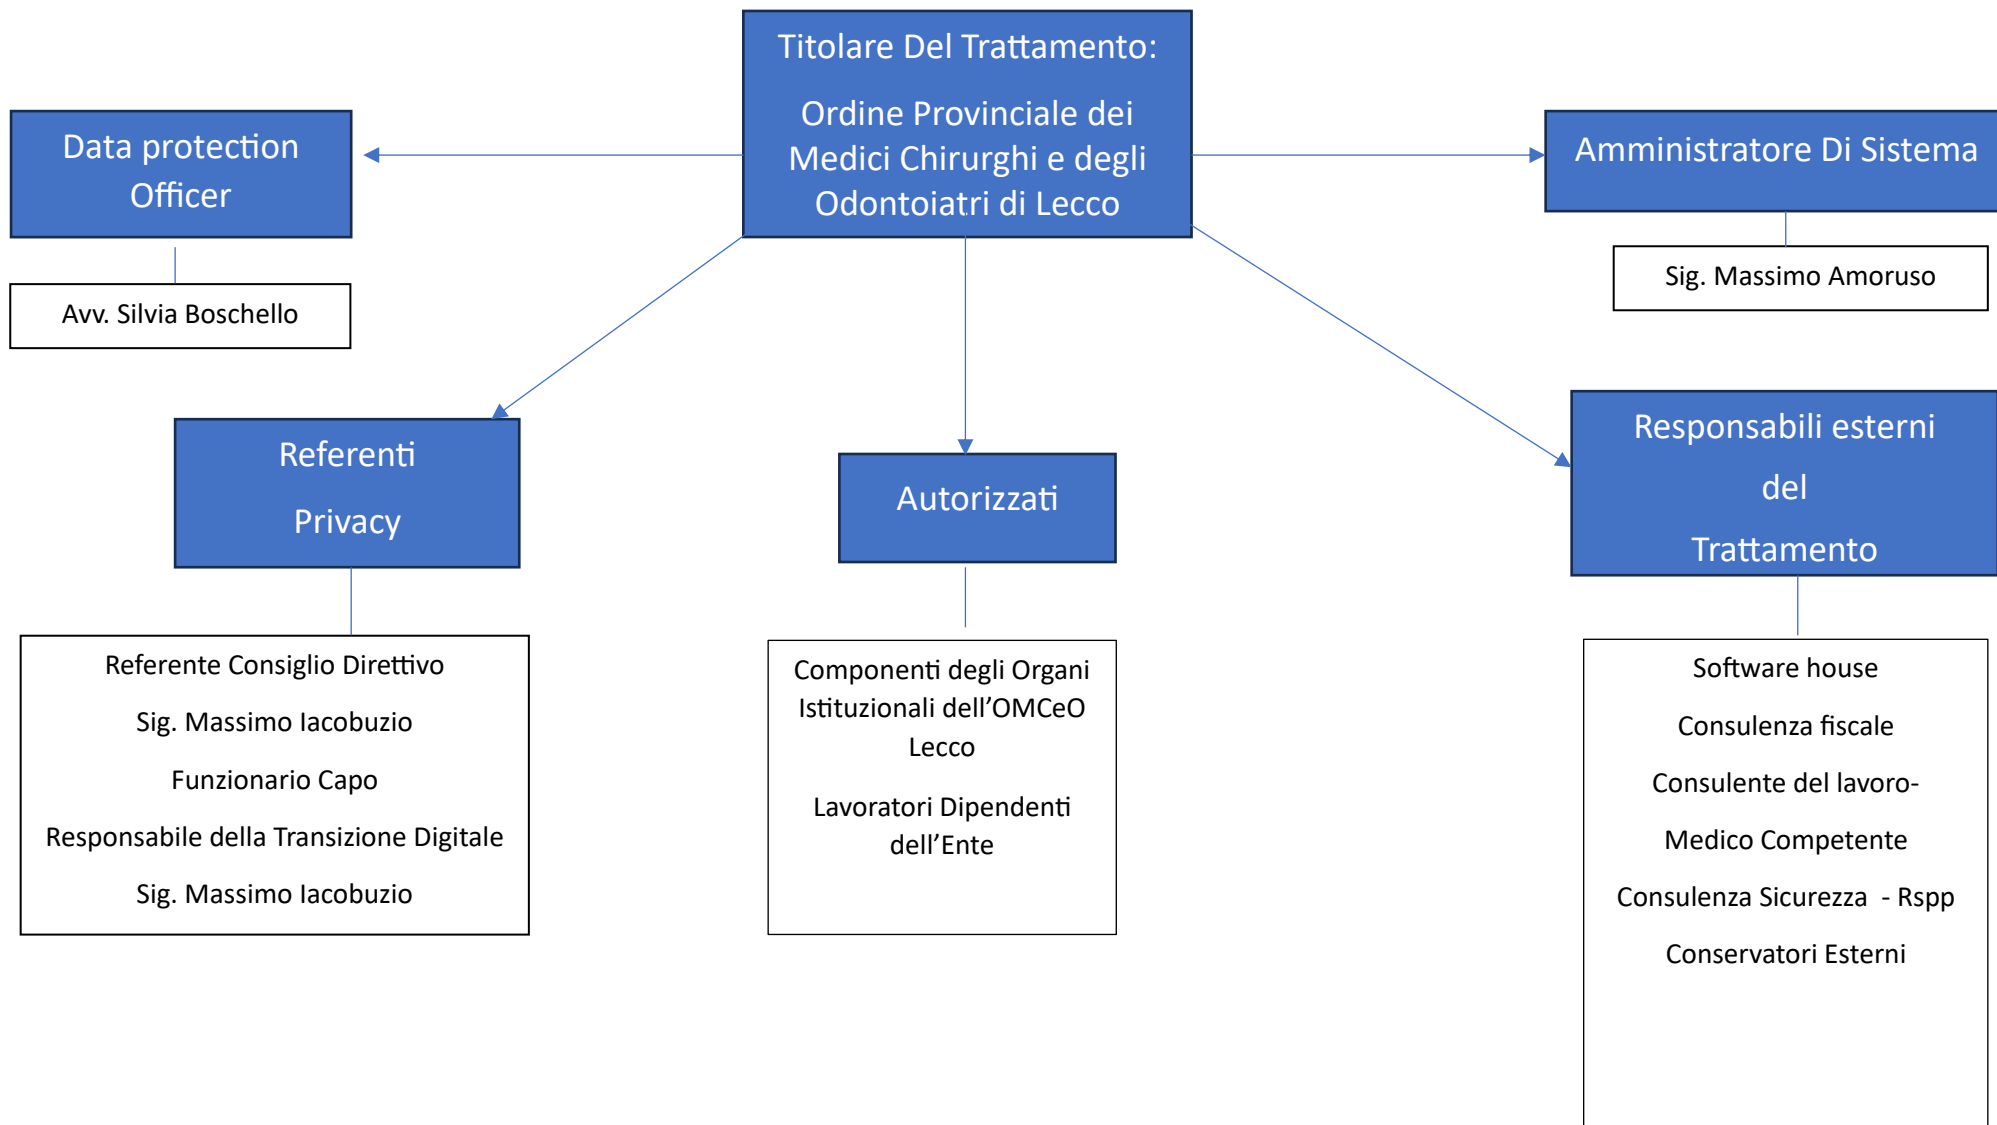 Titolare Del Trattamento:
Ordine Provinciale dei
Medici Chirurghi e degli
Odontoiatri di Lecco
Data protection
Officer
Avv. Silvia Boschello
Amministratore Di Sistema
Sig. Massimo Amoruso
Referenti
Privacy
Referente Consiglio Direttivo
Sig. Massimo Iacobuzio
Funzionario Capo
Responsabile della Transizione Digitale
Sig. Massimo Iacobuzio
Autorizzati
Componenti degli Organi
Istituzionali dell’OMCeO
Lecco
Lavoratori Dipendenti
dell’Ente
Responsabili esterni
del
Trattamento
Software house
Consulenza fiscale
Consulente del lavoro-
Medico Competente
Consulenza Sicurezza  - Rspp
Conservatori Esterni